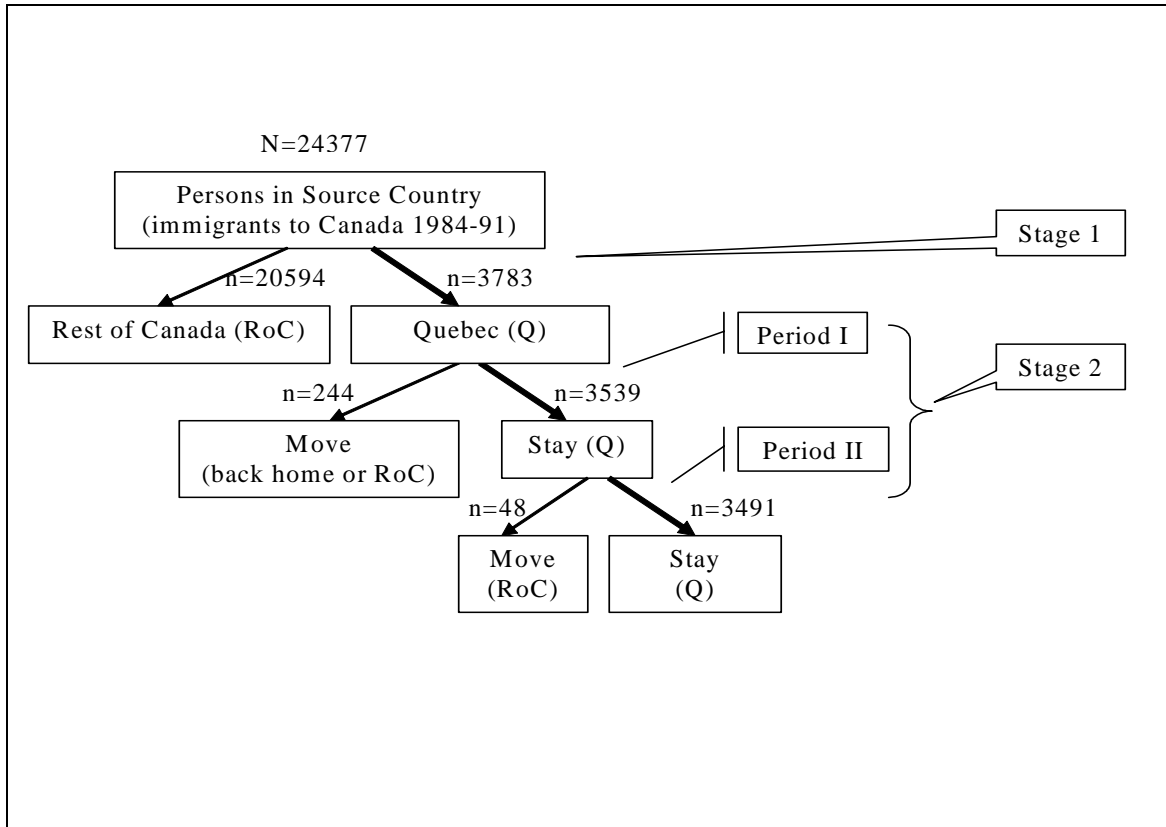 N=24377
Persons in Source Country
(immigrants to Canada 1984-91)
Stage 1
n=20594
n=3783
Rest of Canada (RoC)
Quebec (Q)
Period I
Stage 2
n=244
n=3539
Move
(back home or RoC)
Stay (Q)
Period II
n=48
n=3491
Move
(RoC)
Stay
(Q)